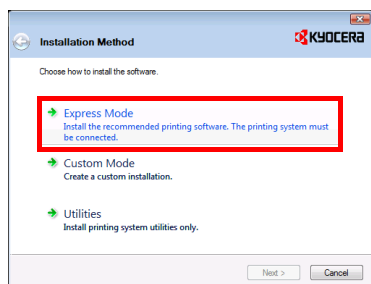 Installation Method
KYOCERA
Choose how to install the software.
Express Mode
Install the recommended printing software. The printing system must
be connected.
Custom Mode
Create a custom installation.
Utilities
Install printing system utilities only.
Next >
Cancel